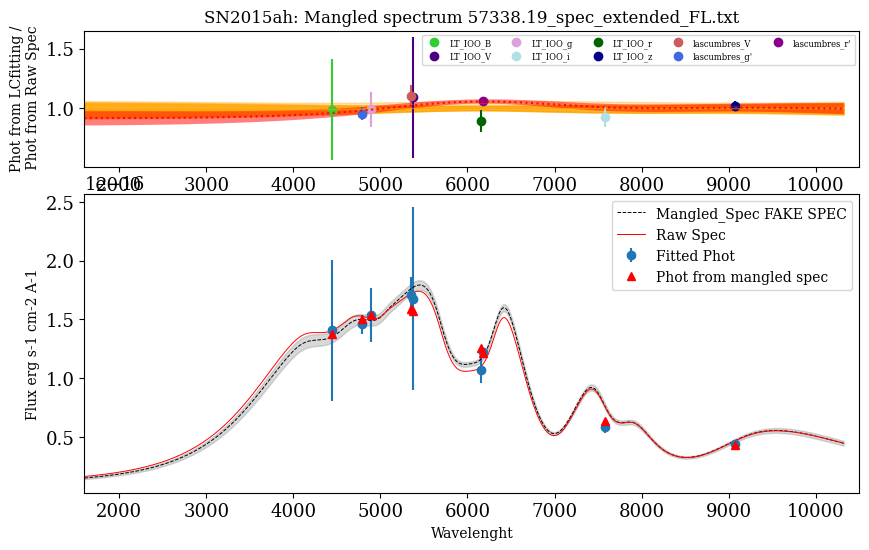 SN2015ah: Mangled spectrum 57338.19_spec_extended_FL.txt
Phot from LCfitting /
Phot from Raw Spec
1.5
1.0
LT_IOO_B
LT_IOO_V
LT_IOO_g
LT_IOO_i
LT_IOO_r
LT_IOO_z
lascumbres_V
lascumbres_g'
lascumbres_r'
2000 3000 4000 5000 6000 7000 8000 9000 10000
1e−16
Flux erg s-1 cm-2 A-1
2.5
2.0
1.5
1.0
0.5
Mangled_Spec FAKE SPEC
Raw Spec
Fitted Phot
Phot from mangled spec
2000 3000 4000 5000 6000 7000 8000 9000 10000
Wavelenght